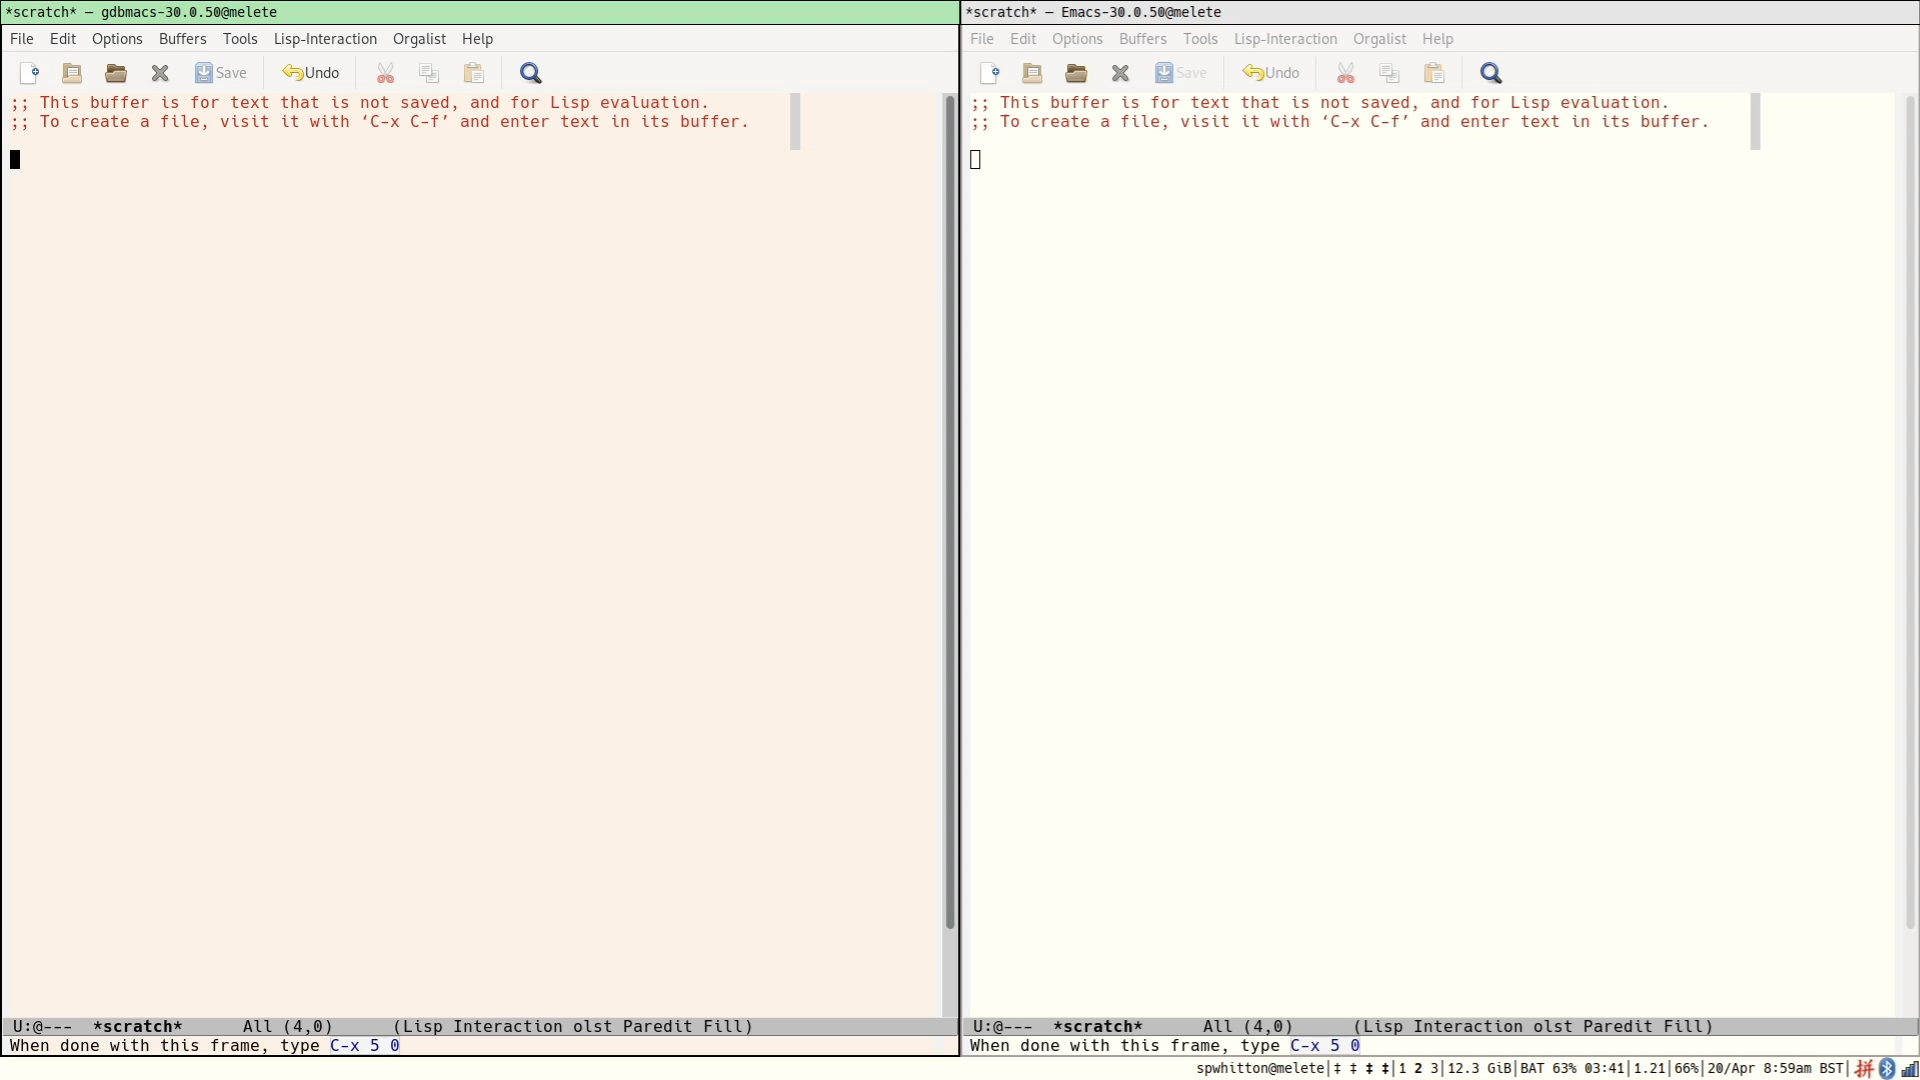 *scratch* — gdbmacs-30.0.50@melete
File Edit Options Buffers Tools Lisp-Interaction Orgalist Help
Save Undo
;; This buffer is for text that is not saved, and for Lisp evaluation.
;; To create a file, visit it with ‘C-x C-f’ and enter text in its buffer.
U:@--- *scratch* All (4,0) (Lisp Interaction olst Paredit Fill)
When done with this frame, type C-x 5 0
*scratch* — Emacs-30.0.50@melete
File Edit Options Buffers Tools Lisp-Interaction Orgalist Help
Save Undo
;; This buffer is for text that is not saved, and for Lisp evaluation.
;; To create a file, visit it with ‘C-x C-f’ and enter text in its buffer.
U:@--- *scratch* All (4,0) (Lisp Interaction olst Paredit Fill)
When done with this frame, type C-x 5 0
spwhitton@melete|‡ ‡ ‡ ‡|1 2 3|12.3 GiB|BAT 63% 03:41|1.21|66%|20/Apr 8:59am BST| 拼